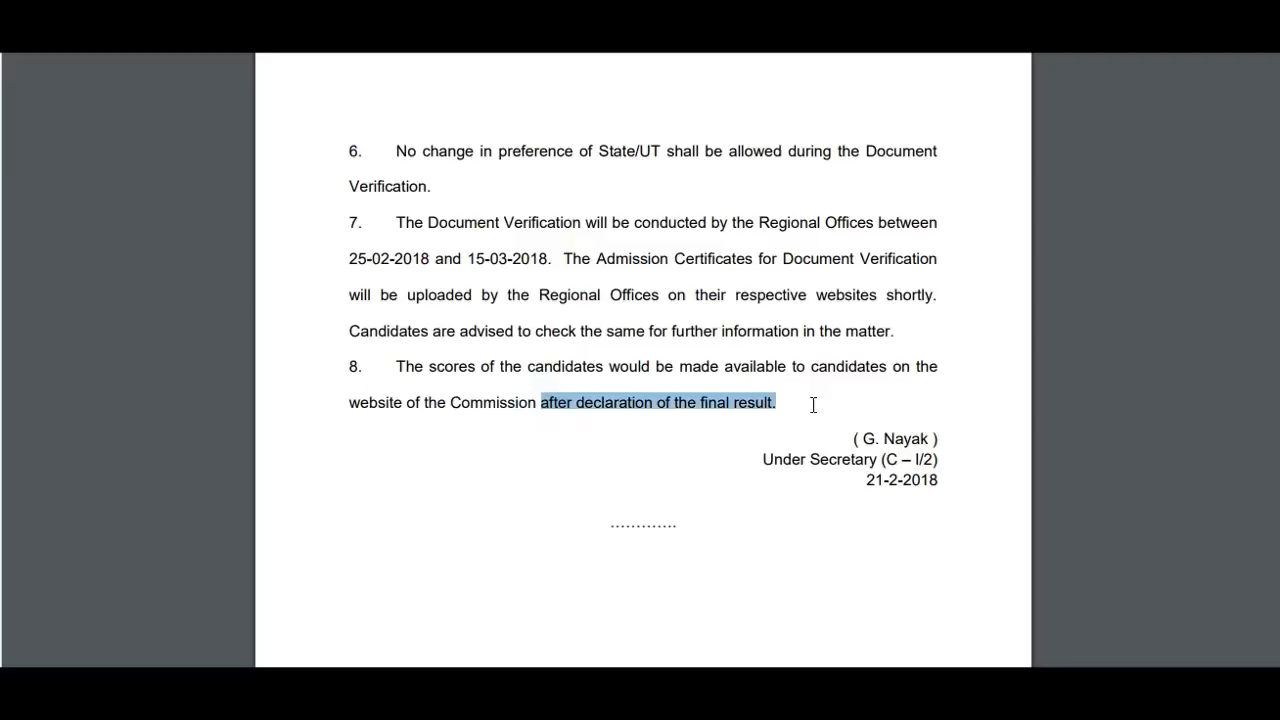 6. No change in preference of State/UT shall be allowed during the Document
Verification.
7. The Document Verification will be conducted by the Regional Offices between
25-02-2018 and 15-03-2018. The Admission Certificates for Document Verification
will be uploaded by the Regional Offices on their respective websites shortly.
Candidates are advised to check the same for further information in the matter.
8. The scores of the candidates would be made available to candidates on the
website of the Commission after declaration of the final result.
( G. Nayak )
Under Secretary (C – I/2)
21-2-2018
………….